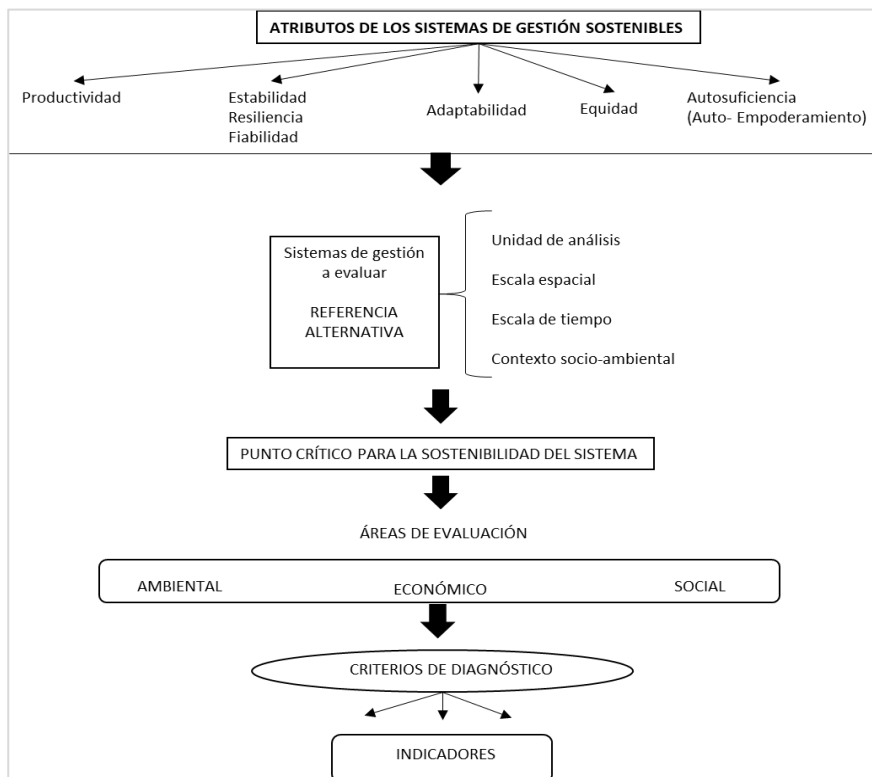 ATRIBUTOS DE LOS SISTEMAS DE GESTIÓN SOSTENIBLES
Productividad
Estabilidad
Resiliencia
Fiabilidad
Adaptabilidad
Equidad
Autosuficiencia
(Auto- Empoderamiento)
Sistemas de gestión
a evaluar
REFERENCIA
ALTERNATIVA
Unidad de análisis
Escala espacial
Escala de tiempo
Contexto socio-ambiental
PUNTO CRÍTICO PARA LA SOSTENIBILIDAD DEL SISTEMA
ÁREAS DE EVALUACIÓN
AMBIENTAL
ECONÓMICO
SOCIAL
CRITERIOS DE DIAGNÓSTICO
INDICADORES